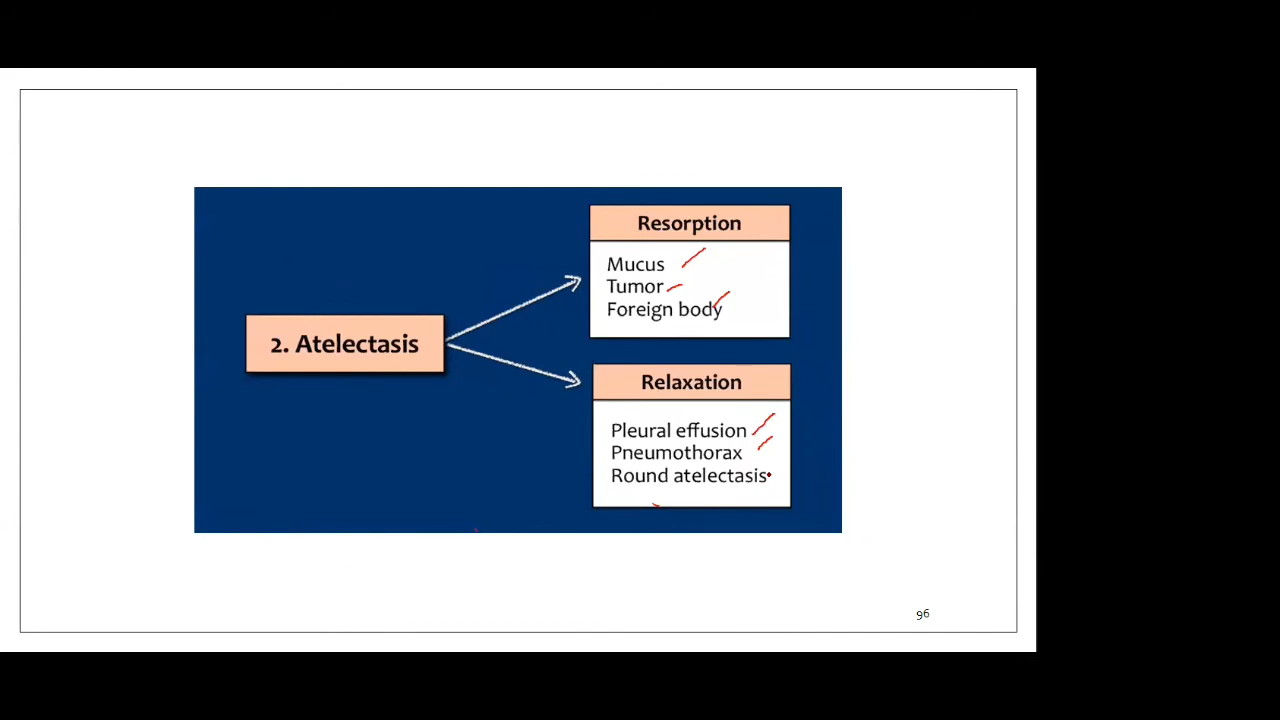 Resorption
Mucus
Tumor
Foreign body
2. Atelectasis
Relaxation
Pleural effusion
Pneumothorax
Round atelectasis
96